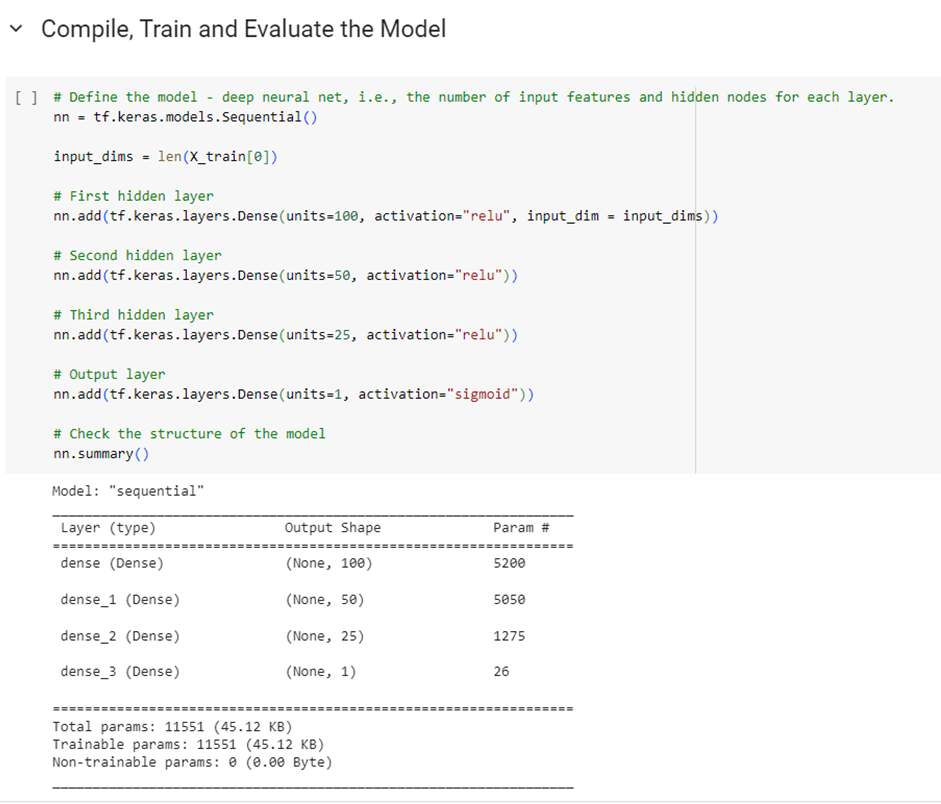 Compile, Train and Evaluate the Model
[ ] # Define the model - deep neural net, i.e., the number of input features and hidden nodes for each layer.
nn = tf.keras.models.Sequential()
input_dims = len(X_train[0])
# First hidden layer
nn.add(tf.keras.layers.Dense(units=100, activation="relu", input_dim = input_dims))
# Second hidden layer
nn.add(tf.keras.layers.Dense(units=50, activation="relu"))
# Third hidden layer
nn.add(tf.keras.layers.Dense(units=25, activation="relu"))
# Output layer
nn.add(tf.keras.layers.Dense(units=1, activation="sigmoid"))
# Check the structure of the model
nn.summary()
Model: "sequential"
Layer (type) Output Shape Param #
dense (Dense) (None, 100) 5200
dense_1 (Dense) (None, 50) 5050
dense_2 (Dense) (None, 25) 1275
dense_3 (Dense) (None, 1) 26
Total params: 11551 (45.12 KB)
Trainable params: 11551 (45.12 KB)
Non-trainable params: 0 (0.00 Byte)